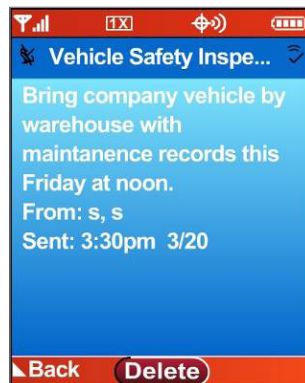 1X
Vehicle Safety Inspe...
Bring company vehicle by
warehouse with
maintanence records this
Friday at noon.
From: s, s
Sent: 3:30pm 3/20
Back Delete